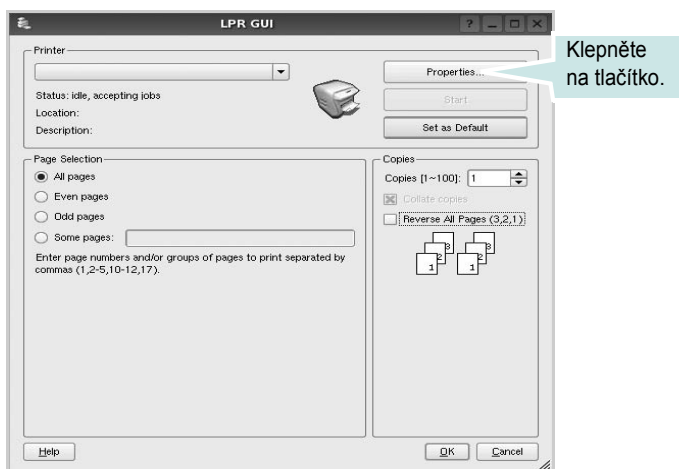 LPR GUI
Klepněte
na tlačítko.
Printer
Properties...
Status: idle, accepting jobs
Start
Location:
Description:
Set as Default
Page Selection
Copies
All pages
Copies [1~100]: 1
Even pages
Collate copies
Odd pages
Reverse All Pages (3,2,1)
Some pages:
Enter page numbers and/or groups of pages to print separated by
commas (1,2-5,10-12,17).
3 3
2 2
1 1
Help
OK
Cancel